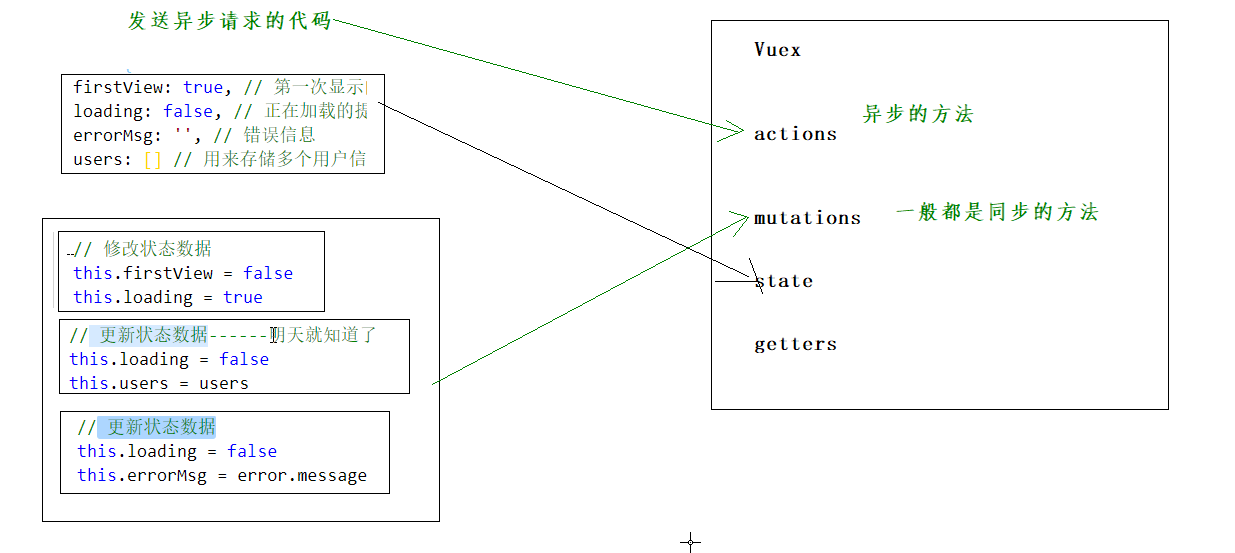 发送异步请求的代码
firstView: true, // 第一次显示
loading: false, // 正在加载的提
errorMsg: '', // 错误信息
users: [] // 用来存储多个用户信
// 修改状态数据
this.firstView = false
this.loading = true
// 更新状态数据------明天就知道了
this.loading = false
this.users = users
// 更新状态数据
this.loading = false
this.errorMsg = error.message
Vuex
异步的方法
actions
mutations
一般都是同步的方法
state
getters